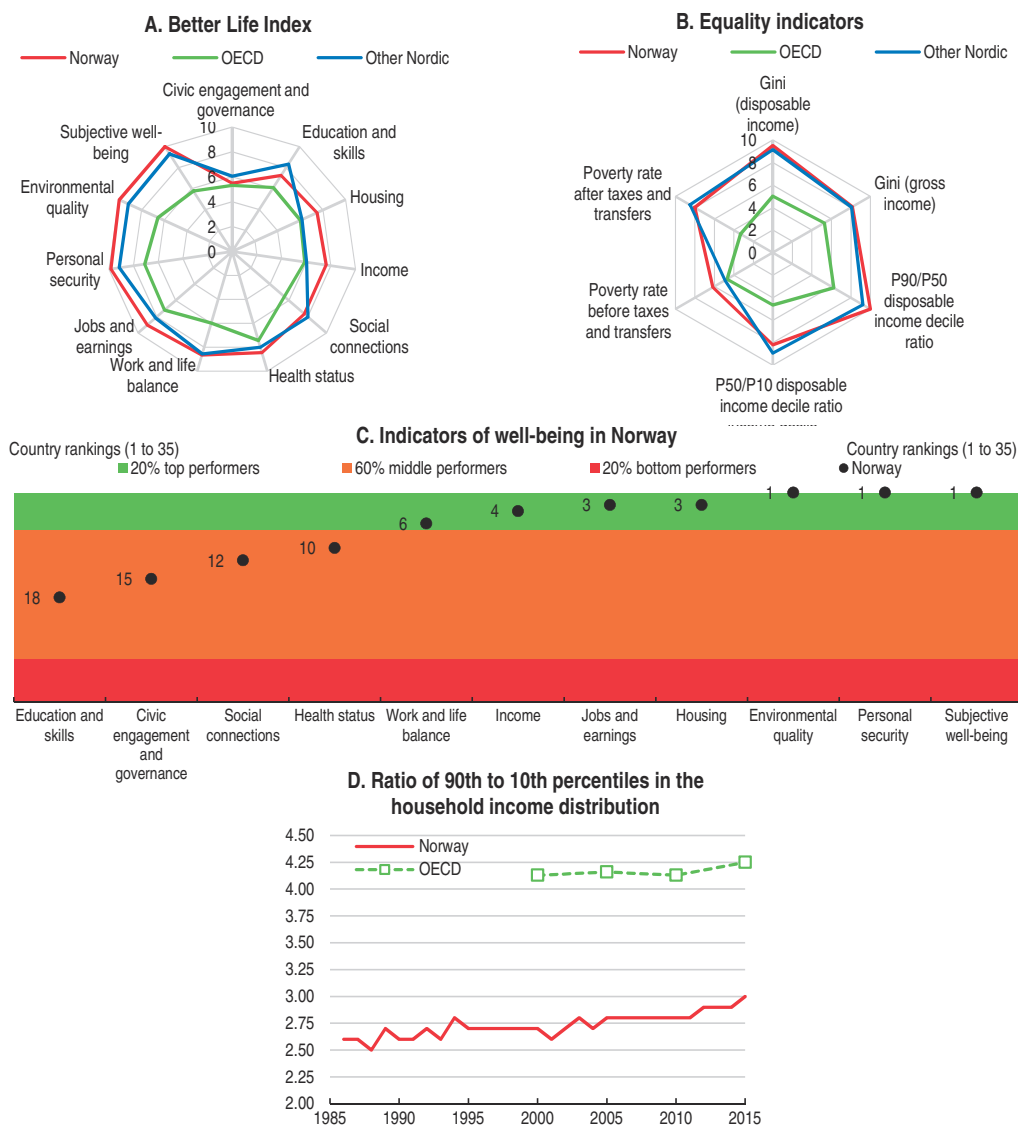 A. Better Life Index
Norway OECD Other Nordic
Civic engagement and
governance
Education and
skills
Housing
Income
Social
connections
Health status
Work and life
balance
Jobs and
earnings
Personal
security
Environmental
quality
Subjective well-
being
10
8
6
4
2
0
B. Equality indicators
Norway OECD Other Nordic
Gini
(disposable
income)
Gini (gross
income)
P90/P50
disposable
income decile
ratio
P50/P10 disposable
income decile ratio
Poverty rate
before taxes
and transfers
Poverty rate
after taxes and
transfers
10
8
6
4
2
0
C. Indicators of well-being in Norway
Country rankings (1 to 35) Country rankings (1 to 35)
20% top performers 60% middle performers 20% bottom performers Norway
18 15 12 10 6 4 3 3 1 1 1
Education and
skills
Civic
engagement
and
governance
Social
connections
Health status
Work and life
balance
Income
Jobs and
earnings
Housing
Environmental
quality
Personal
security
Subjective
well-being
D. Ratio of 90th to 10th percentiles in the
household income distribution
Norway
OECD
4.50
4.25
4.00
3.75
3.50
3.25
3.00
2.75
2.50
2.25
2.00
1985 1990 1995 2000 2005 2010 2015